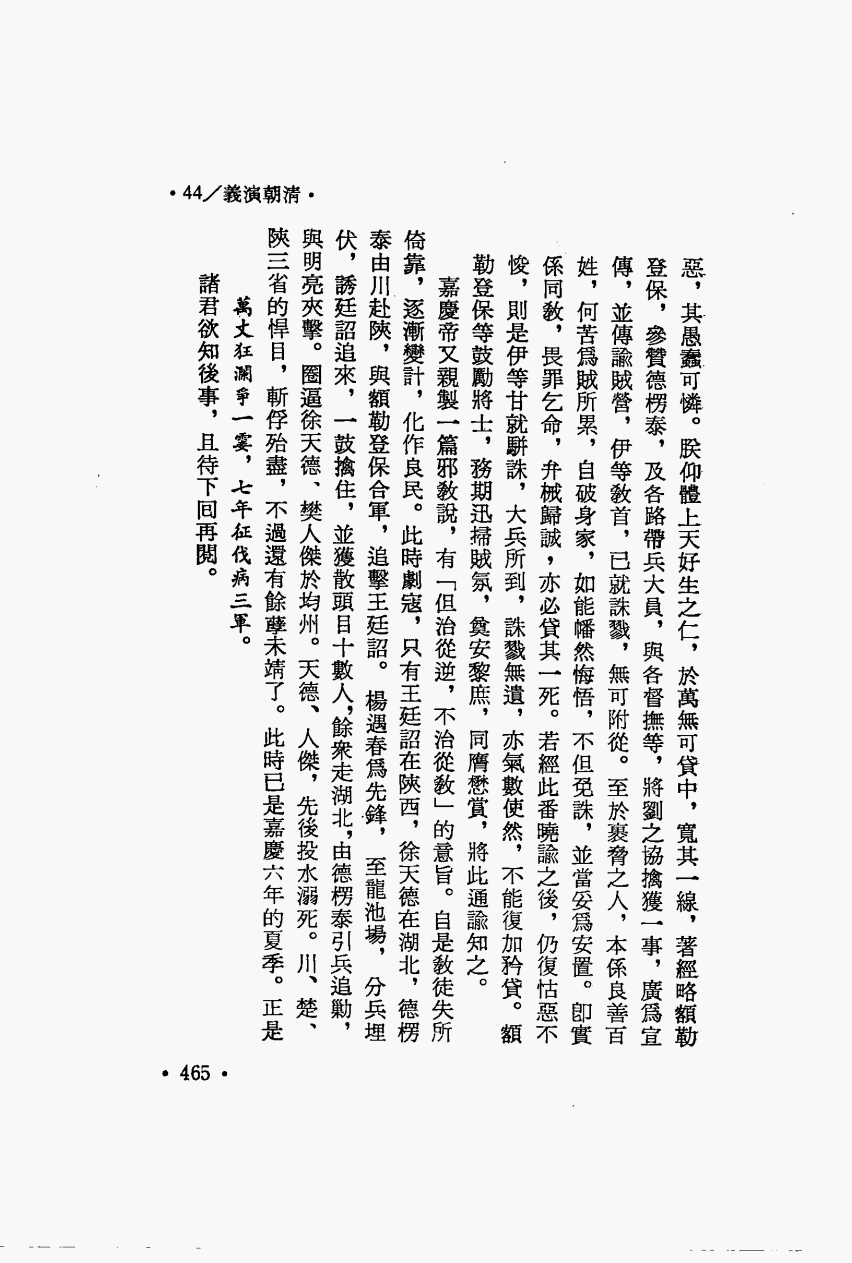 •44／義演朝清•
惡，其愚蠢可憐。朕仰體上天好生之仁，於萬無可貸中，寬其一線，著經略額勒
登保，參贊德楞泰，及各路帶兵大員，與各督撫等，將劉之協擒獲一事，廣爲宣
傳，並傳諭賊營，伊等教首，已就誅戮，無可附從。至於裹脅之人，本係良善百
姓，何苦爲賊所累，自破身家，如能幡然悔悟，不但免誅，並當妥爲安置。卽實
係同教，畏罪乞命，弁械歸誠，亦必貸其一死。若經此番曉諭之後，仍復怙惡不
悛，則是伊等甘就駢誅，大兵所到，誅戮無遺，亦氣數使然，不能復加矜貸。額
勒登保等鼓勵將士，務期迅掃賊氛，奠安黎庶，同膺懋賞，將此通諭知之。
嘉慶帝又親製一篇邪教說，有「但治從逆，不治從教」的意旨。自是教徒失所
倚靠，逐漸變計，化作良民。此時劇寇，只有王廷詔在陝西，徐天德在湖北，德楞
泰由川赴陝，與額勒登保合軍，追擊王廷詔。楊遇春爲先鋒，至龍池場，分兵埋
伏，誘廷詔追來，一鼓擒住，並獲散頭目十數人，餘衆走湖北，由德楞泰引兵追勦，
與明亮夾擊。圈逼徐天德、樊人傑於均州。天德、人傑，先後投水溺死。川、楚、
陝三省的悍目，斬俘殆盡，不過還有餘孽未靖了。此時已是嘉慶六年的夏季。正是
萬丈狂瀾爭一霎，七年征伐病三軍。
諸君欲知後事，且待下回再閱。
•465•